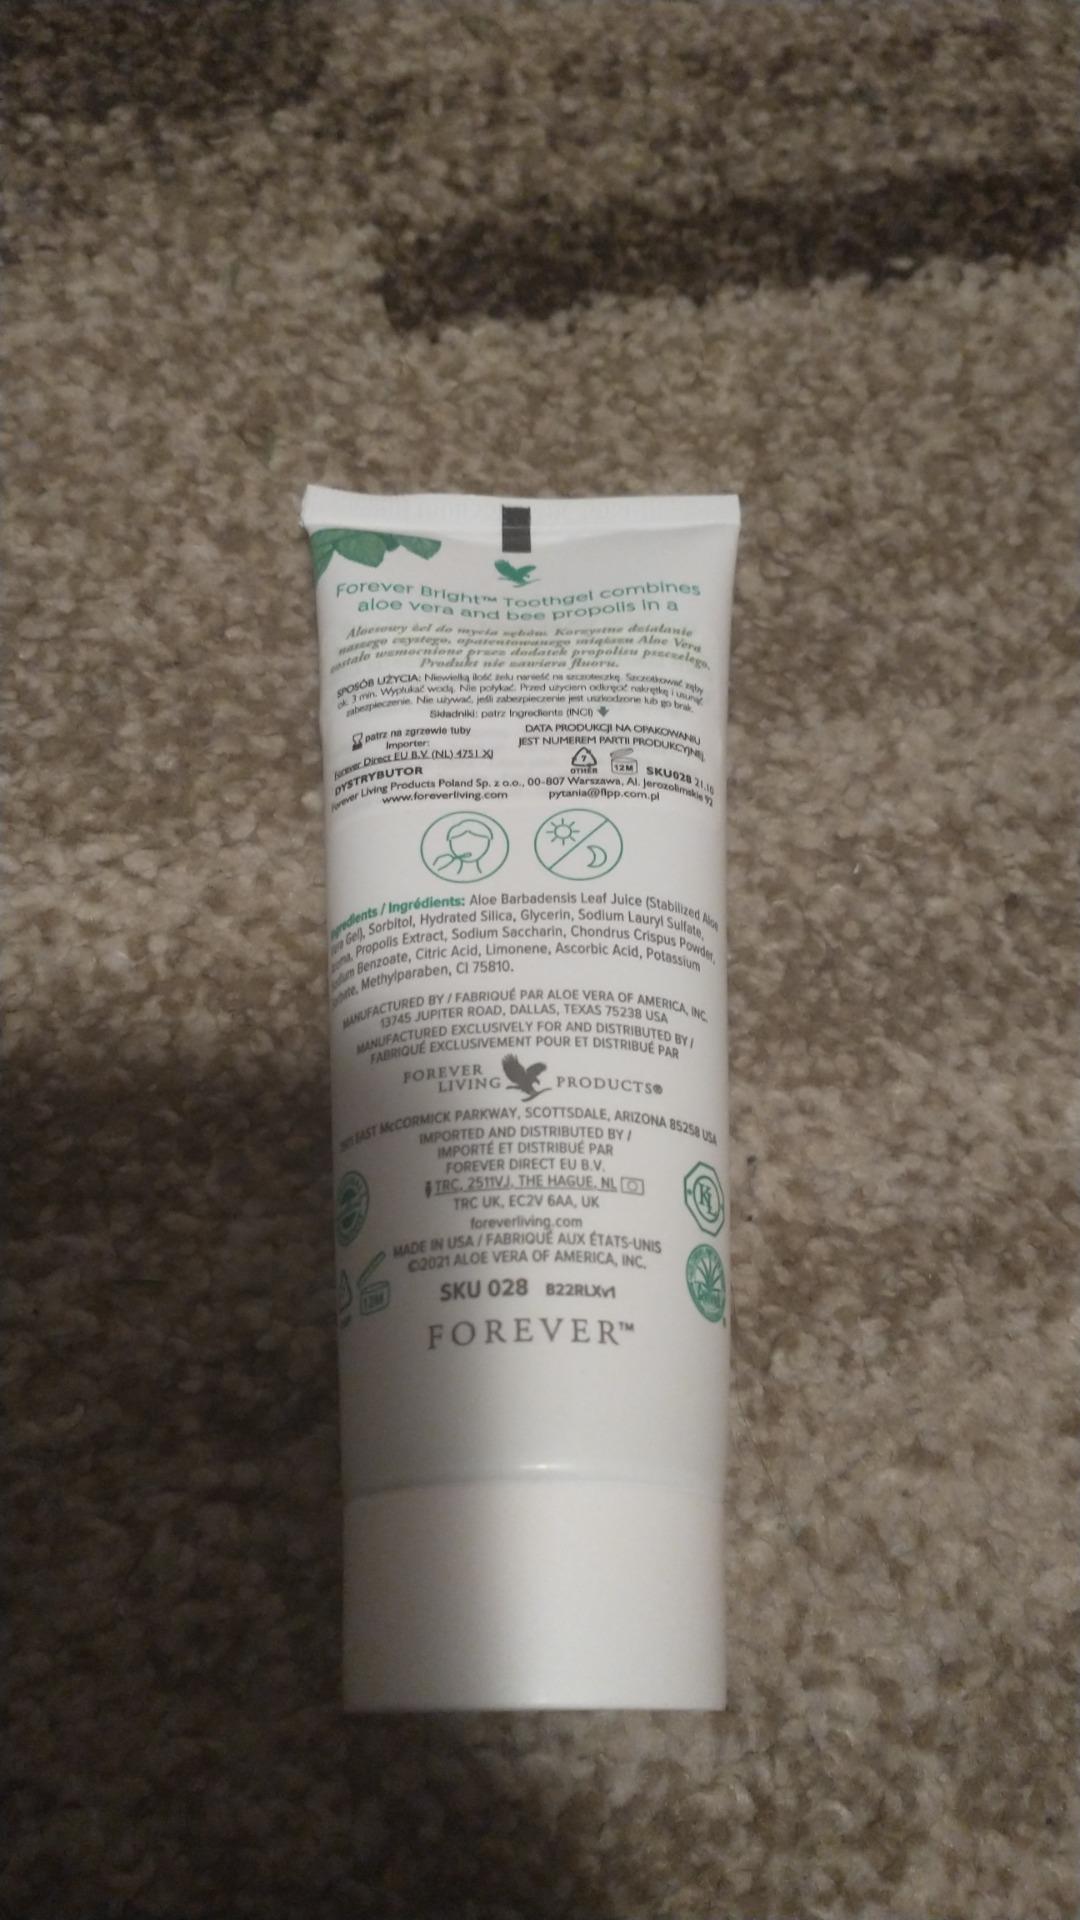 Forever Bright™ Toothgel combines
aloe vera and bee propolis in a
Aloesowy żel do mycia zębów. Korzystne działanie
naszego czystego, opatentowanego miąższu Aloe Vera
zostało wzmocnione przez dodatek propolisu pszczelego.
Produkt nie zawiera fluoru.
SPOSÓB UŻYCIA: Niewielką ilość żelu nanieść na szczoteczkę. Szczotkować zęby
ok. 3 min. Wypłukać wodą. Nie połykać. Przed użyciem odkręcić nakrętkę i usunąć
zabezpieczenie. Nie używać, jeśli zabezpieczenie jest uszkodzone lub go brak.
Składniki: patrz Ingredients (INCI)
patrz na zgrzewie tuby
DATA PRODUKCJI NA OPAKOWANIU
JEST NUMEREM PARTII PRODUKCYJNEJ.
Importer:
Forever Direct EU B.V. (NL) 4751 XJ
7
OTHER
12M
SKU028 21.10
DYSTRYBUTOR
Forever Living Products Poland Sp. z o.o., 00-807 Warszawa, Al. Jerozolimskie 92
www.foreverliving.com pytania@flpp.com.pl
Ingredients / Ingrédients: Aloe Barbadensis Leaf Juice (Stabilized Aloe
Vera Gel), Sorbitol, Hydrated Silica, Glycerin, Sodium Lauryl Sulfate,
Propolis Extract, Sodium Saccharin, Chondrus Crispus Powder,
Sodium Benzoate, Citric Acid, Limonene, Ascorbic Acid, Potassium
Methylparaben, CI 75810.
MANUFACTURED BY / FABRIQUÉ PAR ALOE VERA OF AMERICA, INC.
13745 JUPITER ROAD, DALLAS, TEXAS 75238 USA
MANUFACTURED EXCLUSIVELY FOR AND DISTRIBUTED BY /
FABRIQUÉ EXCLUSIVEMENT POUR ET DISTRIBUÉ PAR
FOREVER
LIVING PRODUCTS®
EAST McCORMICK PARKWAY, SCOTTSDALE, ARIZONA 85258 USA
IMPORTED AND DISTRIBUTED BY /
IMPORTÉ ET DISTRIBUÉ PAR
FOREVER DIRECT EU B.V.
TRC, 2511VJ, THE HAGUE, NL
TRC UK, EC2V 6AA, UK
foreverliving.com
MADE IN USA / FABRIQUÉ AUX ÉTATS-UNIS
©2021 ALOE VERA OF AMERICA, INC.
KL
12M
SKU 028 B22RLXv1
FOREVER™